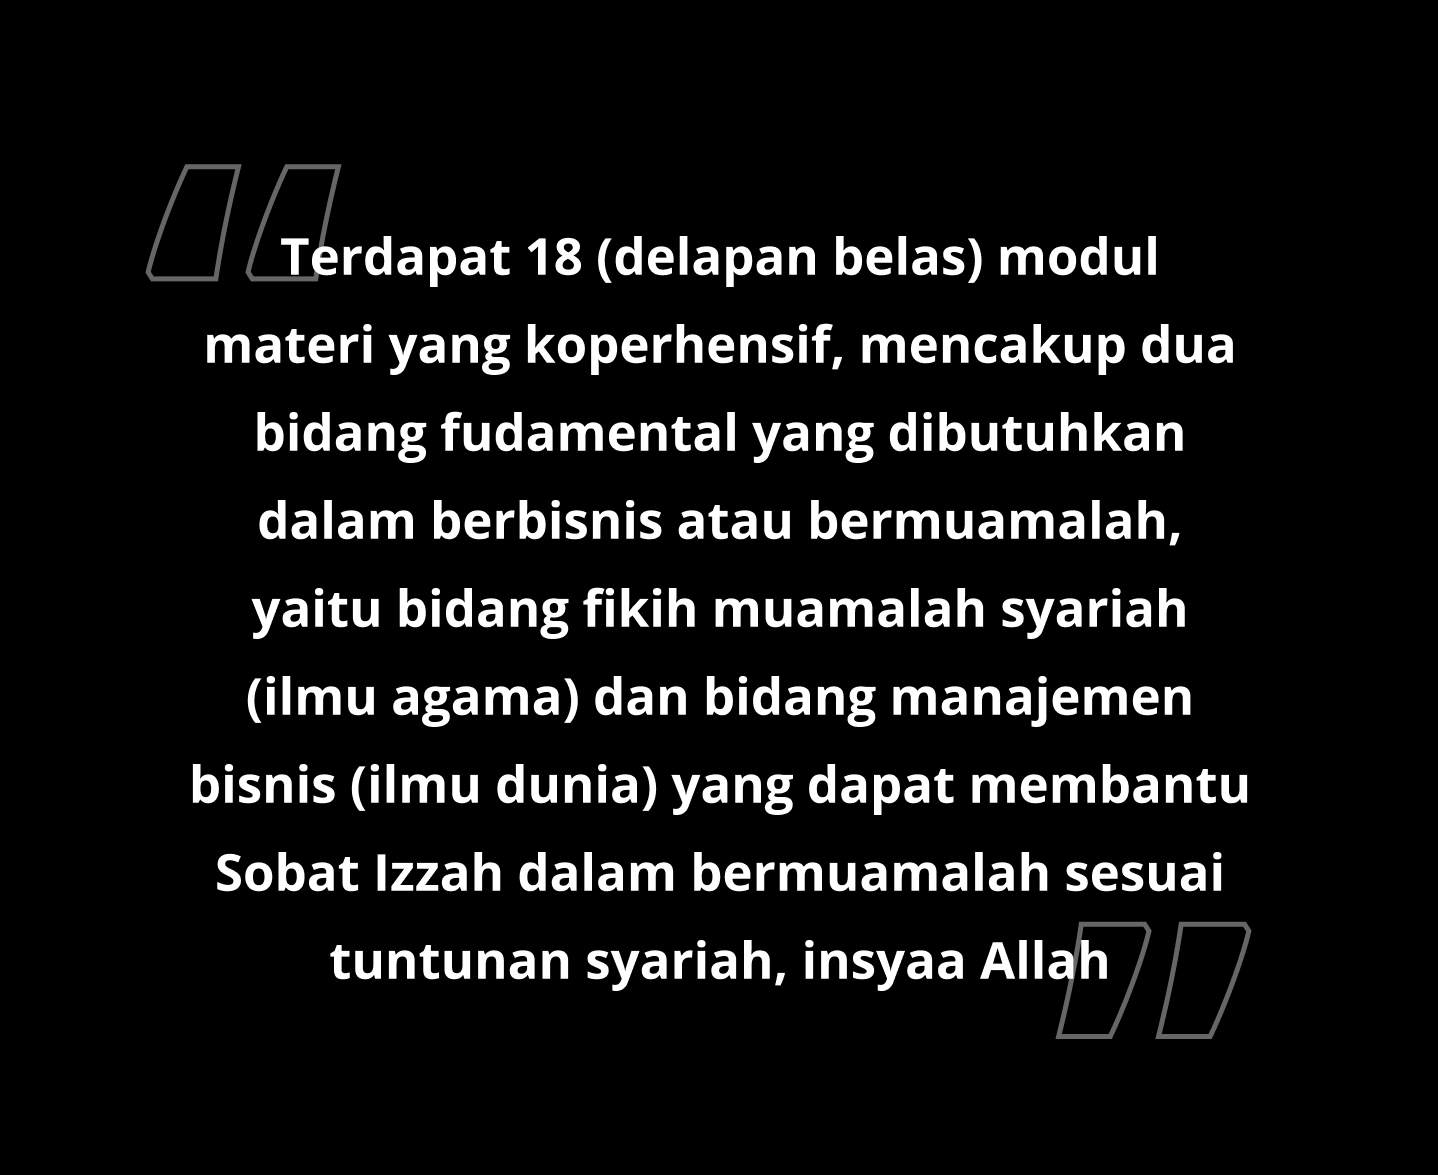 Terdapat 18 (delapan belas) modul
materi yang koperhensif, mencakup dua
bidang fudamental yang dibutuhkan
dalam berbisnis atau bermuamalah,
yaitu bidang fikih muamalah syariah
(ilmu agama) dan bidang manajemen
bisnis (ilmu dunia) yang dapat membantu
Sobat Izzah dalam bermuamalah sesuai
tuntunan syariah, insyaa Allah